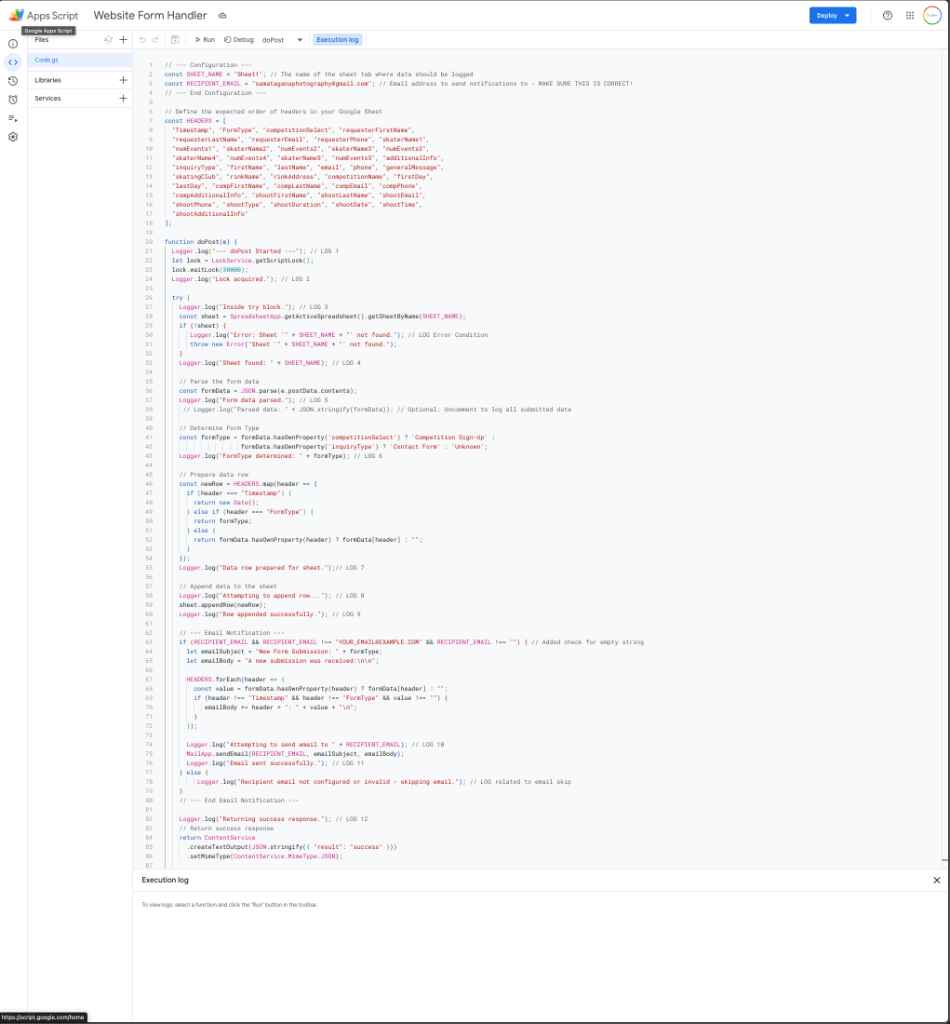 Apps Script
Website Form Handler
Deploy
Google Apps Script
Files
Run
Debug
doPost
Execution log
Code.gs
Libraries
Services
1 // --- Configuration ---
2 const SHEET_NAME = "Sheet1"; // The name of the sheet tab where data should be logged
3 const RECIPIENT_EMAIL = // Email address to send notifications to - MAKE SURE THIS IS CORRECT!
4 // --- End Configuration ---
5
6 // Define the expected order of headers in your Google Sheet
7 const HEADERS = [
8 "Timestamp", "FormType", "competitionSelect", "requesterFirstName",
9 "requesterLastName", "requesterEmail", "requesterPhone", "skaterName1",
10 "numEvents1", "skaterName2", "numEvents2", "skaterName3", "numEvents3",
11 "skaterName4", "numEvents4", "skaterName5", "numEvents5", "additionalInfo",
12 "inquiryType", "firstName", "lastName", "email", "phone", "generalMessage",
13 "skatingClub", "rinkName", "rinkAddress", "competitionName", "firstDay",
14 "lastDay", "compFirstName", "compLastName", "compEmail", "compPhone",
15 "compAdditionalInfo", "shootFirstName", "shootLastName", "shootEmail",
16 "shootPhone", "shootType", "shootDuration", "shootDate", "shootTime",
17 "shootAdditionalInfo"
18 ];
19
20 function doPost(e) {
21 Logger.log("--- doPost Started ---"); // LOG 1
22 let lock = LockService.getScriptLock();
23 lock.waitLock(30000);
24 Logger.log("Lock acquired."); // LOG 2
25
26 try {
27 Logger.log("Inside try block."); // LOG 3
28 const sheet = SpreadsheetApp.getActiveSpreadsheet().getSheetByName(SHEET_NAME);
29 if (!sheet) {
30 Logger.log("Error: Sheet '" + SHEET_NAME + "' not found."); // LOG Error Condition
31 throw new Error("Sheet '" + SHEET_NAME + "' not found.");
32 }
33 Logger.log("Sheet found: " + SHEET_NAME); // LOG 4
34
35 // Parse the form data
36 const formData = JSON.parse(e.postData.contents);
37 Logger.log("Form data parsed."); // LOG 5
38 // Logger.log("Parsed data: " + JSON.stringify(formData)); // Optional: Uncomment to log all submitted data
39
40 // Determine Form Type
41 const formType = formData.hasOwnProperty('competitionSelect') ? 'Competition Sign-Up' :
42 formData.hasOwnProperty('inquiryType') ? 'Contact Form' : 'Unknown';
43 Logger.log("FormType determined: " + formType); // LOG 6
44
45 // Prepare data row
46 const newRow = HEADERS.map(header => {
47 if (header === "Timestamp") {
48 return new Date();
49 } else if (header === "FormType") {
50 return formType;
51 } else {
52 return formData.hasOwnProperty(header) ? formData[header] : "";
53 }
54 });
55 Logger.log("Data row prepared for sheet.");// LOG 7
56
57 // Append data to the sheet
58 Logger.log("Attempting to append row..."); // LOG 8
59 sheet.appendRow(newRow);
60 Logger.log("Row appended successfully."); // LOG 9
61
62 // --- Email Notification ---
63 if (RECIPIENT_EMAIL && RECIPIENT_EMAIL !== "YOUR_EMAIL@EXAMPLE.COM" && RECIPIENT_EMAIL !== "") { // Added check for empty string
64 let emailSubject = "New Form Submission: " + formType;
65 let emailBody = "A new submission was received:\n\n";
66
67 HEADERS.forEach(header => {
68 const value = formData.hasOwnProperty(header) ? formData[header] : "";
69 if (header !== "Timestamp" && header !== "FormType" && value !== "") {
70 emailBody += header + ": " + value + "\n";
71 }
72 });
73
74 Logger.log("Attempting to send email to " + RECIPIENT_EMAIL); // LOG 10
75 MailApp.sendEmail(RECIPIENT_EMAIL, emailSubject, emailBody);
76 Logger.log("Email sent successfully."); // LOG 11
77 } else {
78 Logger.log("Recipient email not configured or invalid - skipping email."); // LOG related to email skip
79 }
80 // --- End Email Notification ---
81
82 Logger.log("Returning success response."); // LOG 12
83 // Return success response
84 return ContentService
85 .createTextOutput(JSON.stringify({ "result": "success" }))
86 .setMimeType(ContentService.MimeType.JSON);
87
Execution log
To view logs, select a function and click the "Run" button in the toolbar.
https://script.google.com/home